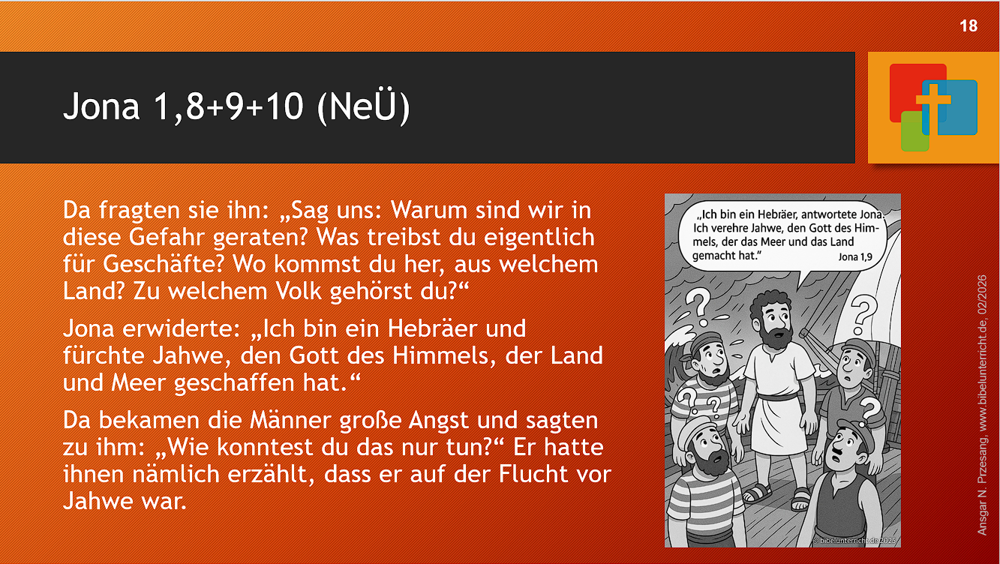 18
Jona 1,8+9+10 (NeÜ)
Da fragten sie ihn: „Sag uns: Warum sind wir in
diese Gefahr geraten? Was treibst du eigentlich
für Geschäfte? Wo kommst du her, aus welchem
Land? Zu welchem Volk gehörst du?“
Jona erwiderte: „Ich bin ein Hebräer und
fürchte Jahwe, den Gott des Himmels, der Land
und Meer geschaffen hat.“
Da bekamen die Männer große Angst und sagten
zu ihm: „Wie konntest du das nur tun?“ Er hatte
ihnen nämlich erzählt, dass er auf der Flucht vor
Jahwe war.
„Ich bin ein Hebräer, antwortete Jona.
Ich verehre Jahwe, den Gott des Him-
mels, der das Meer und das Land
gemacht hat.“
Jona 1,9
?
?
? ?
?
© bibelunterricht.de 2025
Ansgar N. Przesang, www.bibelunterricht.de, 02/2026